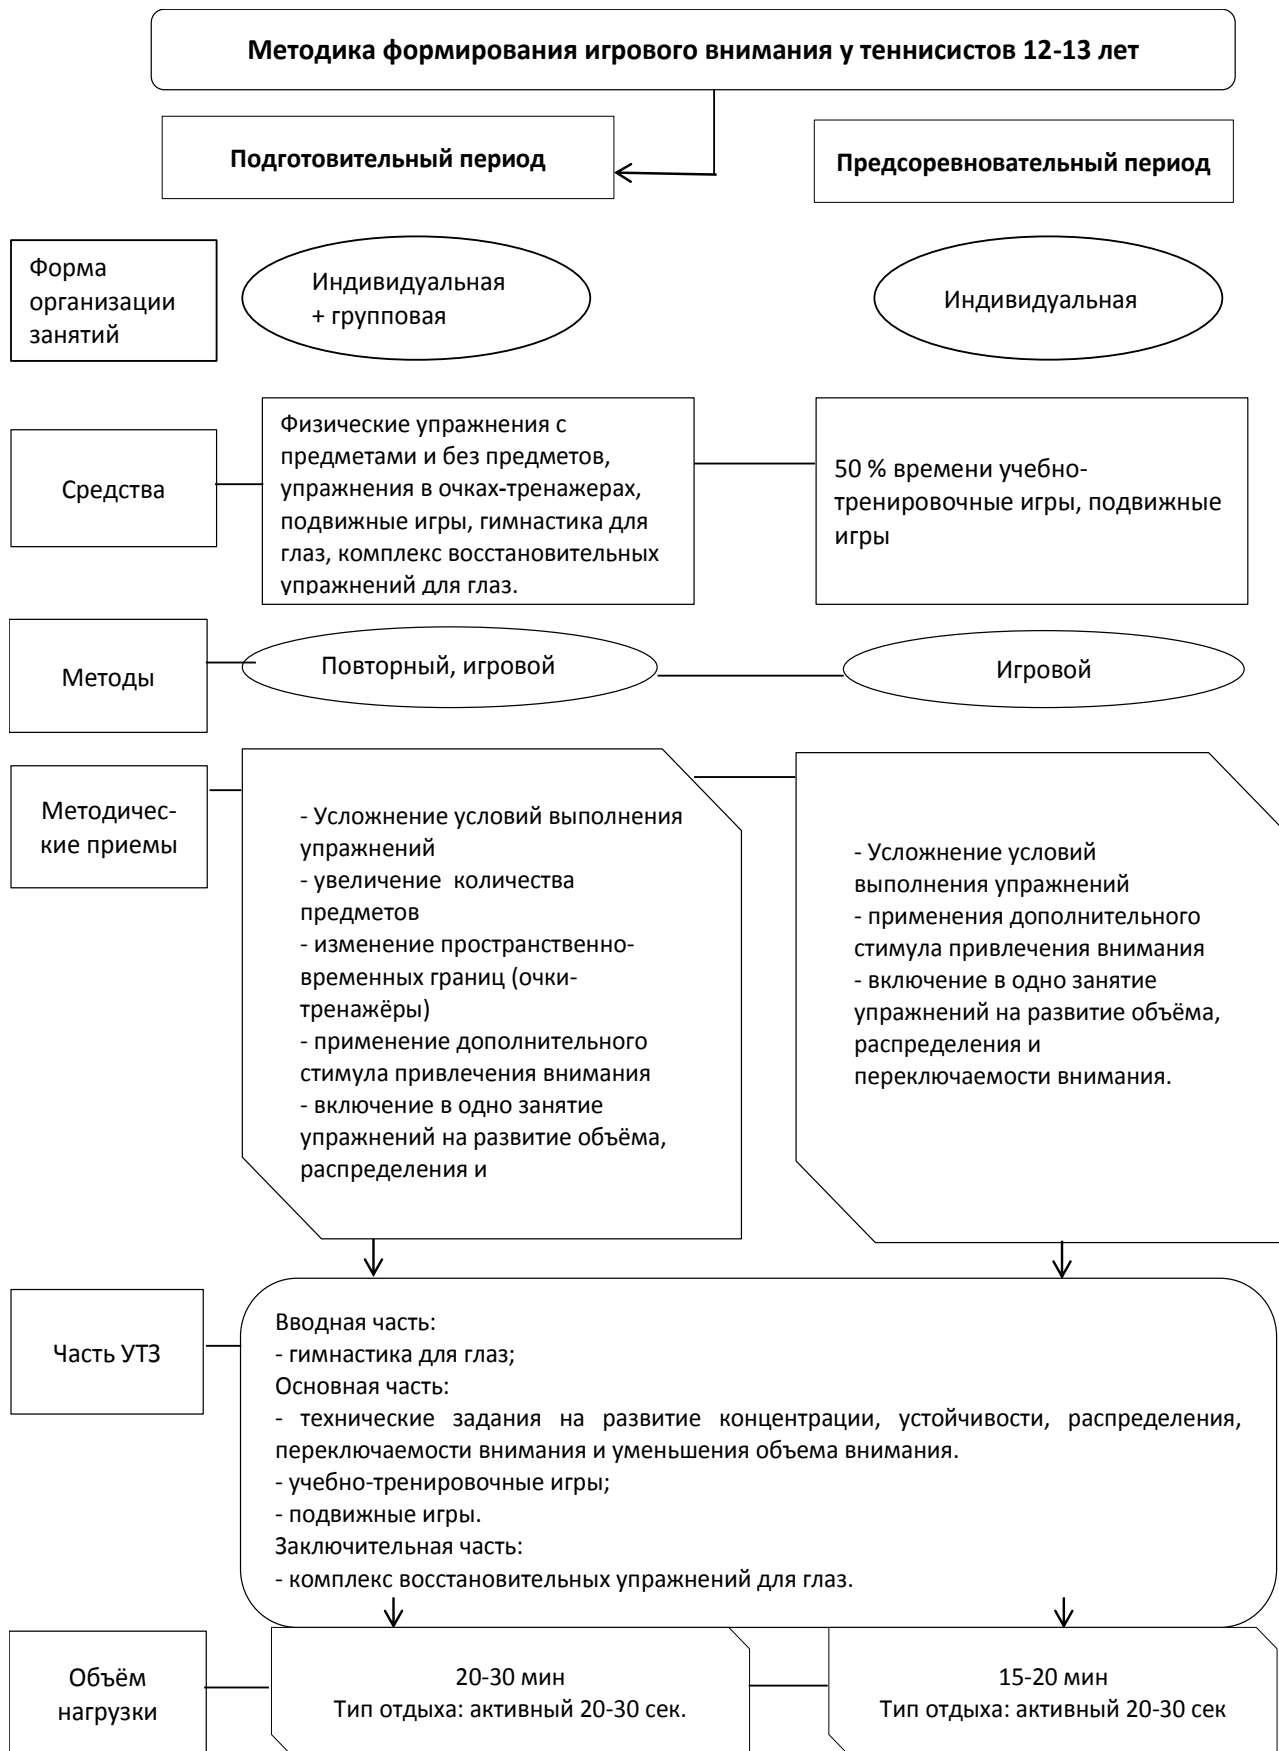 Методика формирования игрового внимания у теннисистов 12-13 лет
Подготовительный период
Предсоревновательный период
Форма
организации
занятий
Индивидуальная
+ групповая
Индивидуальная
Средства
Физические упражнения с
предметами и без предметов,
упражнения в очках-тренажерах,
подвижные игры, гимнастика для
глаз, комплекс восстановительных
упражнений для глаз.
50 % времени учебно-
тренировочные игры, подвижные
игры
Методы
Повторный, игровой
Игровой
Методичес-
кие приемы
- Усложнение условий выполнения
упражнений
- увеличение количества
предметов
- изменение пространственно-
временных границ (очки-
тренажёры)
- применение дополнительного
стимула привлечения внимания
- включение в одно занятие
упражнений на развитие объёма,
распределения и
- Усложнение условий
выполнения упражнений
- применения дополнительного
стимула привлечения внимания
- включение в одно занятие
упражнений на развитие объёма,
распределения и
переключаемости внимания.
Часть УТЗ
Вводная часть:
- гимнастика для глаз;
Основная часть:
- технические задания на развитие концентрации, устойчивости, распределения,
переключаемости внимания и уменьшения объема внимания.
- учебно-тренировочные игры;
- подвижные игры.
Заключительная часть:
- комплекс восстановительных упражнений для глаз.
Объём
нагрузки
20-30 мин
Тип отдыха: активный 20-30 сек.
15-20 мин
Тип отдыха: активный 20-30 сек